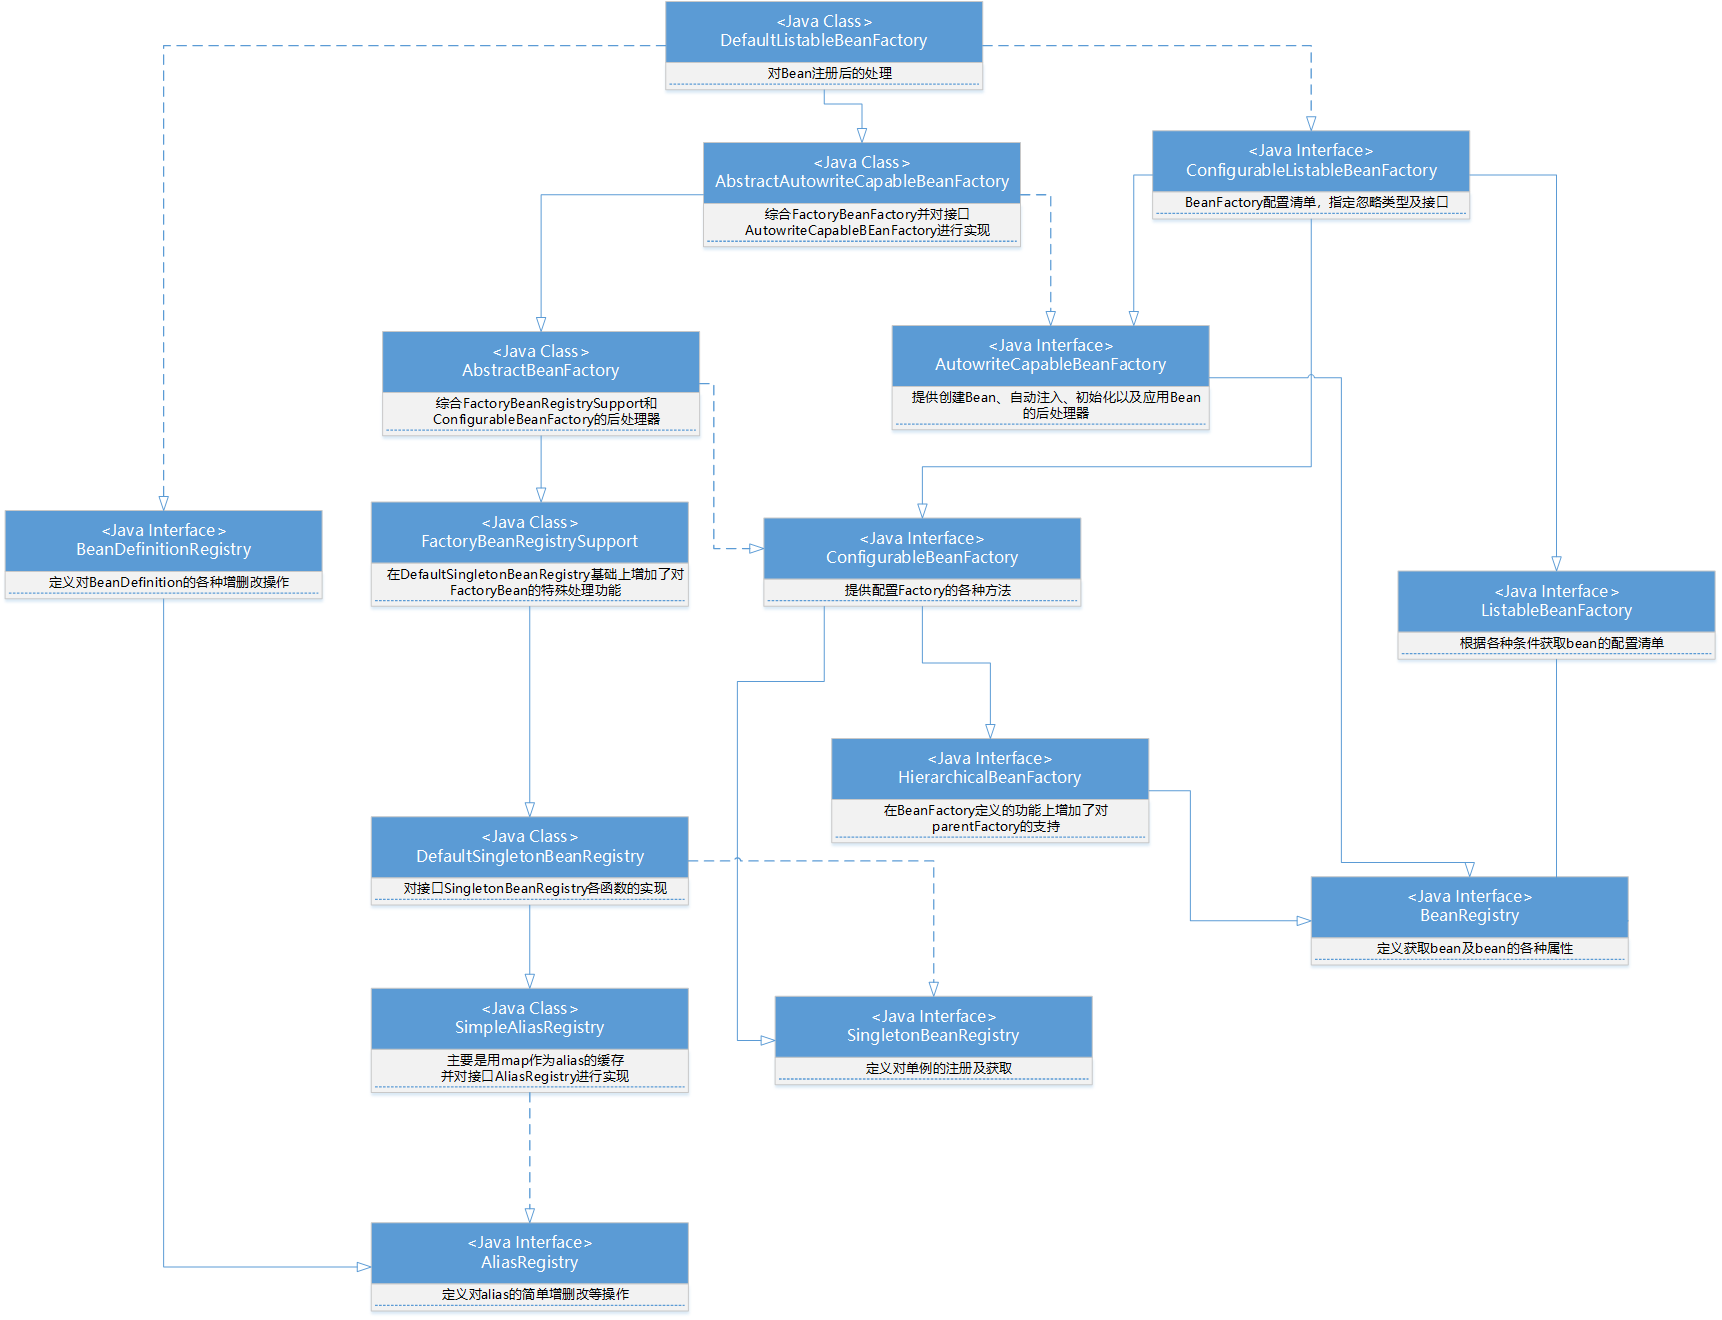 <Java Class>
DefaultListableBeanFactory
对Bean注册后的处理
<Java Interface>
ConfigurableListableBeanFactory
BeanFactory配置清单，指定忽略类型及接口
<Java Class>
AbstractAutowriteCapableBeanFactory
综合FactoryBeanFactory并对接口
AutowriteCapableBEanFactory进行实现
<Java Interface>
AutowriteCapableBeanFactory
提供创建Bean、自动注入、初始化以及应用Bean
的后处理器
<Java Class>
AbstractBeanFactory
综合FactoryBeanRegistrySupport和
ConfigurableBeanFactory的后处理器
<Java Interface>
BeanDefinitionRegistry
定义对BeanDefinition的各种增删改操作
<Java Class>
FactoryBeanRegistrySupport
在DefaultSingletonBeanRegistry基础上增加了对
FactoryBean的特殊处理功能
<Java Interface>
ConfigurableBeanFactory
提供配置Factory的各种方法
<Java Interface>
ListableBeanFactory
根据各种条件获取bean的配置清单
<Java Interface>
HierarchicalBeanFactory
在BeanFactory定义的功能上增加了对
parentFactory的支持
<Java Class>
DefaultSingletonBeanRegistry
对接口SingletonBeanRegistry各函数的实现
<Java Interface>
BeanRegistry
定义获取bean及bean的各种属性
<Java Class>
SimpleAliasRegistry
主要是用map作为alias的缓存
并对接口AliasRegistry进行实现
<Java Interface>
SingletonBeanRegistry
定义对单例的注册及获取
<Java Interface>
AliasRegistry
定义对alias的简单增删改等操作